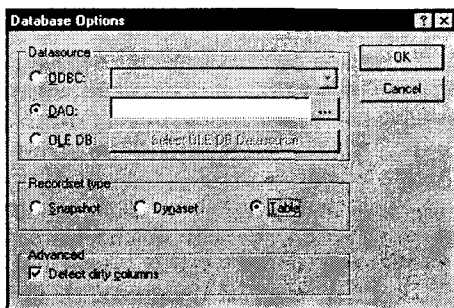 Database Options
Datasource
ODBC:
DAO:
...
OLE DB:
Select OLE DB Datasource
OK
Cancel
Recordset type
Snapshot
Dynaset
Table
Advanced
Detect dirty columns